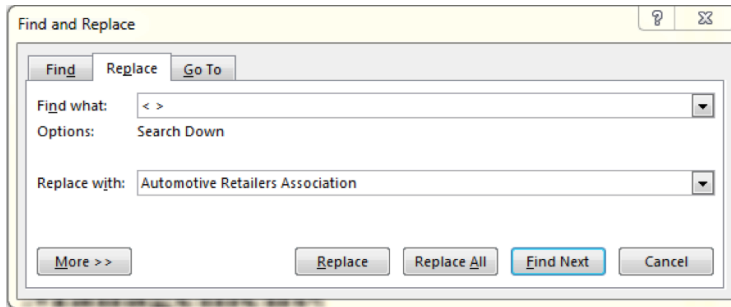 Find and Replace
Find Replace Go To
Find what: < >
Options: Search Down
Replace with: Automotive Retailers Association
More >> Replace Replace All Find Next Cancel